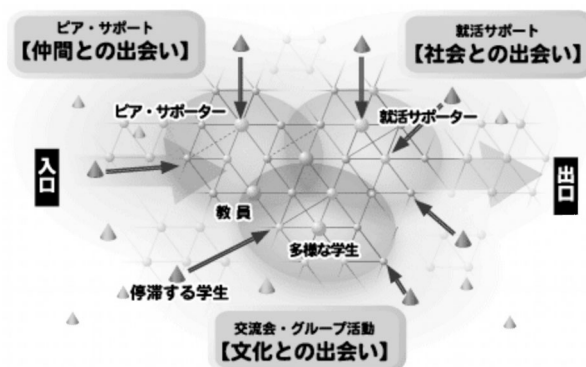 ピア・サポート
【仲間との出会い】
就活サポート
【社会との出会い】
ピア・サポーター
就活サポーター
入口
出口
教員
多様な学生
停滞する学生
交流会・グループ活動
【文化との出会い】